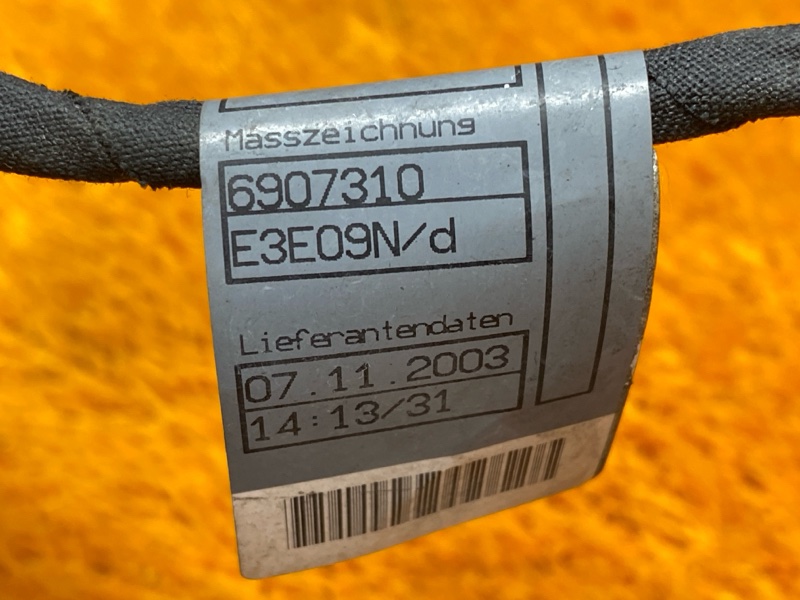 Masszeichnung
6907310
E3E09N/d
Lieferantendaten
07.11.2003
14:13/31